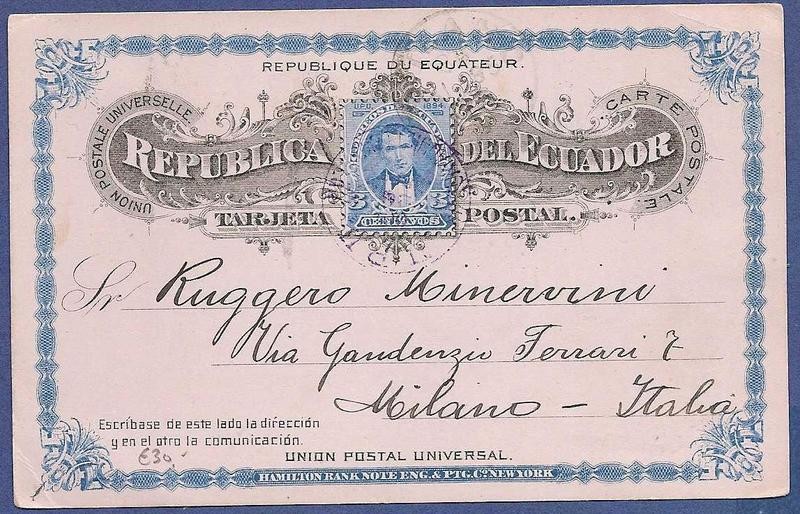 REPUBLIQUE DU EQUATEUR.
UNION POSTALE UNIVERSELLE
CARTE POSTALE.
REPUBLICA DEL ECUADOR
TARJETA POSTAL.
1894
3 3
CENTAVOS
Sr Ruggero Minervini
Via Gaudenzio Ferrari 7
Milano - Italia
Escríbase de este lado la dirección
y en el otro la comunicación.
€30,-
UNION POSTAL UNIVERSAL.
HAMILTON BANK NOTE ENG. & PTG. Co. NEW YORK